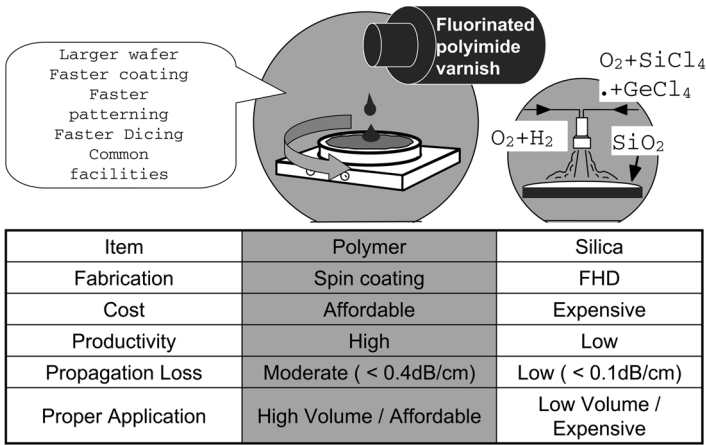 Larger wafer
Faster coating
Faster
patterning
Faster Dicing
Common
facilities
Fluorinated
polyimide
varnish
O₂+SiCl₄
.+GeCl₄
O₂+H₂
SiO₂
Item Polymer Silica
Fabrication Spin coating FHD
Cost Affordable Expensive
Productivity High Low
Propagation Loss Moderate ( < 0.4dB/cm) Low ( < 0.1dB/cm)
Proper Application High Volume / Affordable Low Volume /
Expensive